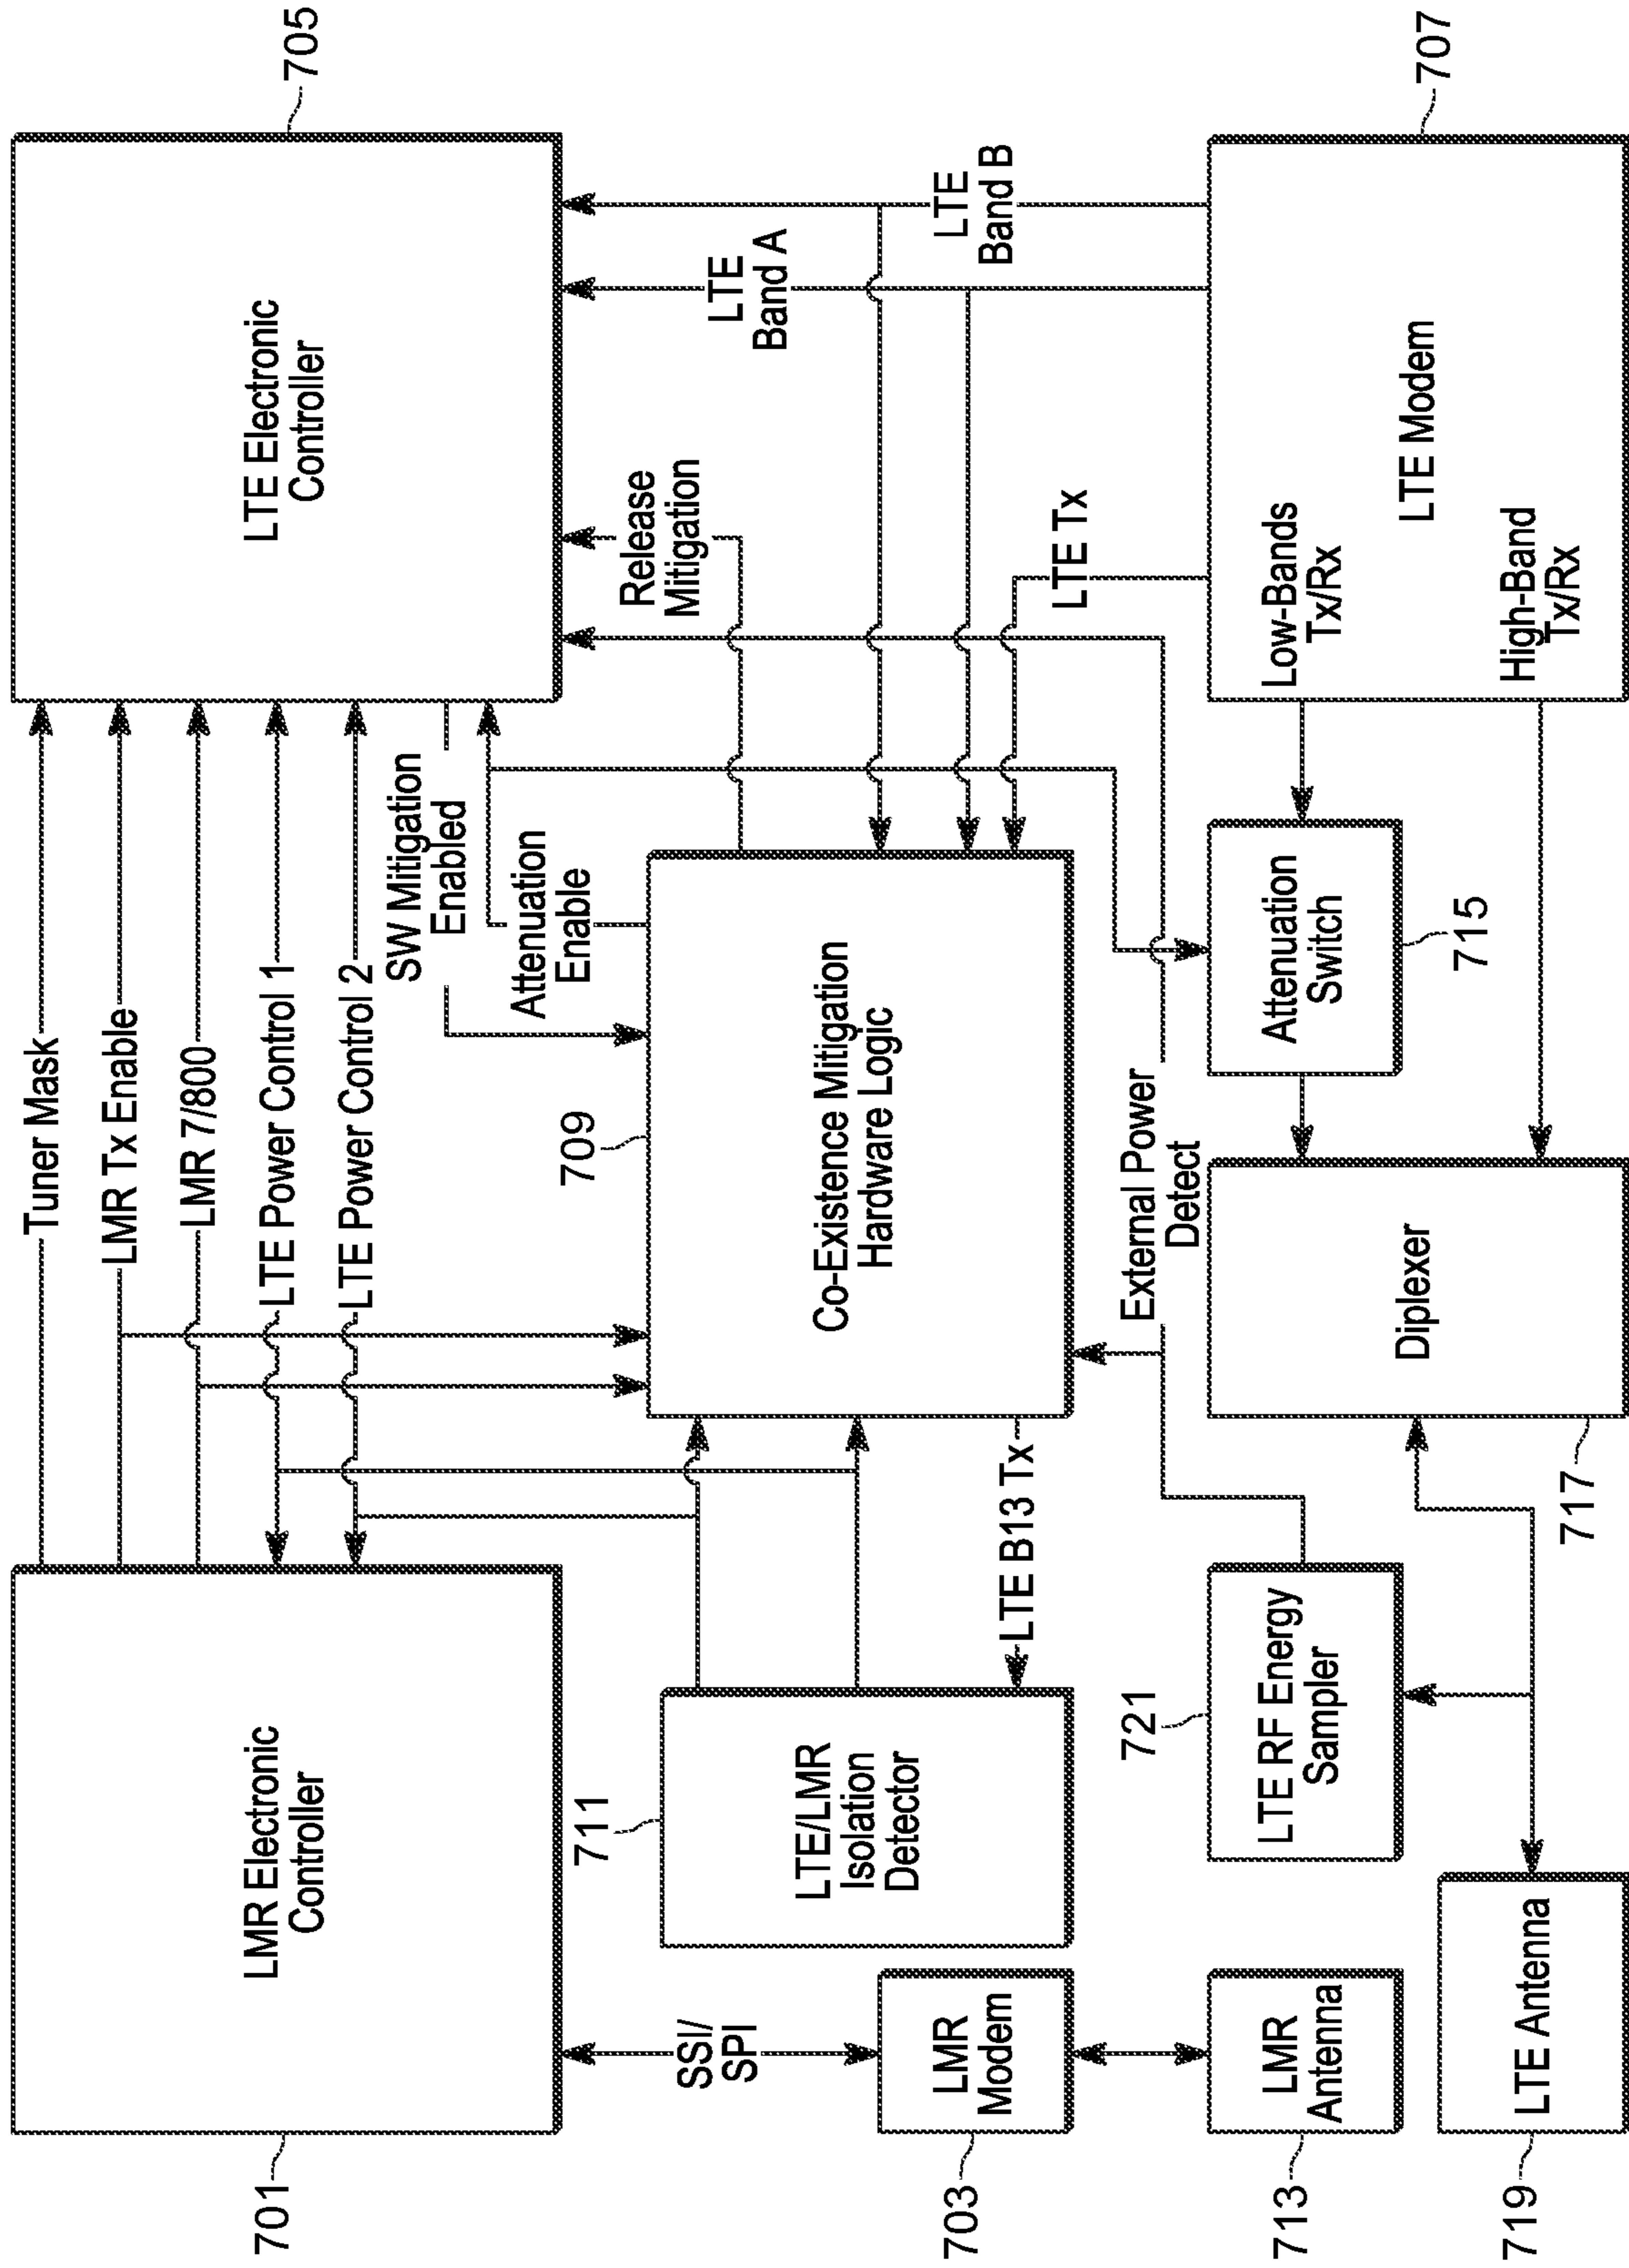 701
LMR Electronic
Controller
Tuner Mask
LMR Tx Enable
LMR 7/800
LTE Power Control 1
LTE Power Control 2
LTE Electronic
Controller
705
SW Mitigation
Enabled
Attenuation
Enable
Release
Mitigation
LTE
Band A
LTE
Band B
SSI/
SPI
711
LTE/LMR
Isolation
Detector
709
Co-Existence Mitigation
Hardware Logic
LTE B13 Tx
LTE Tx
703
LMR
Modem
721
External Power
Detect
713
LMR
Antenna
LTE RF Energy
Sampler
Diplexer
Attenuation
Switch
715
Low-Bands
Tx/Rx
LTE Modem
High-Band
Tx/Rx
707
719
LTE Antenna
717